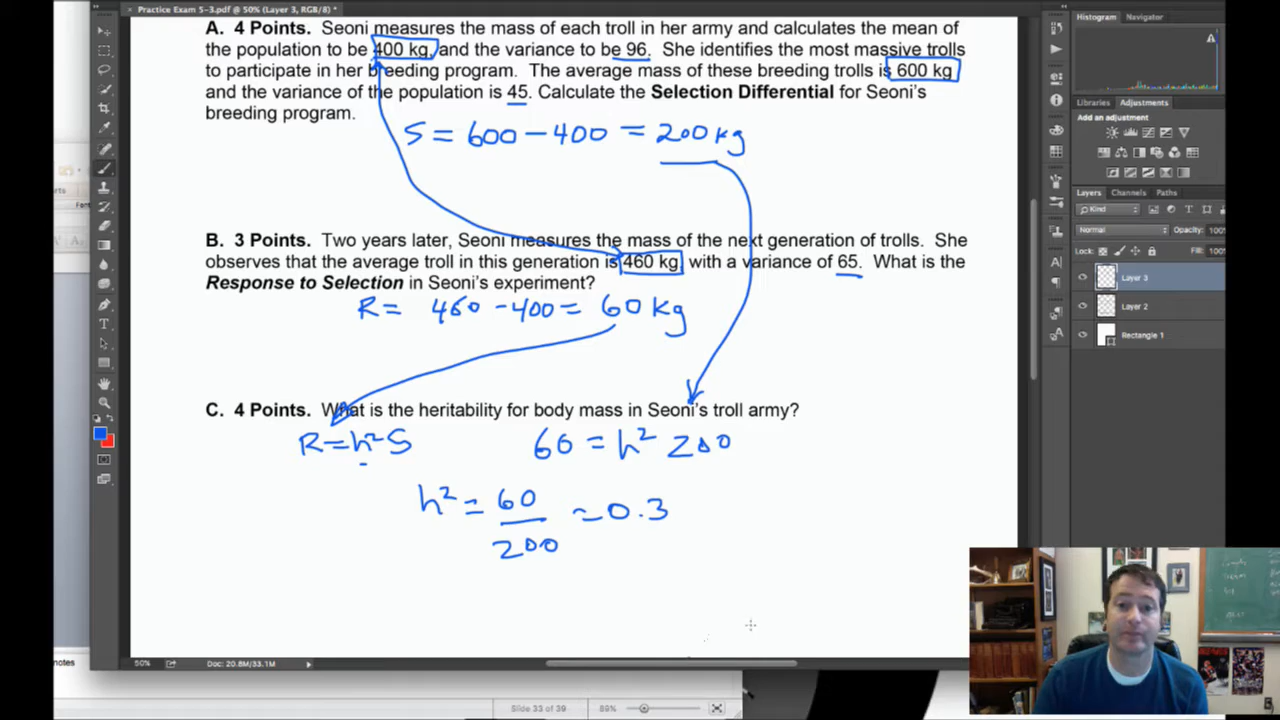 Practice Exam 5-3.pdf @ 50% (Layer 3, RGB/8) *
A. 4 Points. Seoni measures the mass of each troll in her army and calculates the mean of
the population to be 400 kg, and the variance to be 96. She identifies the most massive trolls
to participate in her breeding program. The average mass of these breeding trolls is 600 kg
and the variance of the population is 45. Calculate the Selection Differential for Seoni's
breeding program.
S = 600 - 400 = 200 kg
B. 3 Points. Two years later, Seoni measures the mass of the next generation of trolls. She
observes that the average troll in this generation is 460 kg, with a variance of 65. What is the
Response to Selection in Seoni's experiment?
R = 460 - 400 = 60 kg
C. 4 Points. What is the heritability for body mass in Seoni's troll army?
R = h² S 60 = h² 200
h² = 60
200
= 0.3
Histogram Navigator
Libraries Adjustments
Add an adjustment
Layers Channels Paths
Kind
Normal Opacity: 100%
Lock: Fill: 100%
Layer 3
Layer 2
Rectangle 1
50% Doc: 20.8M/33.1M
notes
Slide 33 of 39 89%